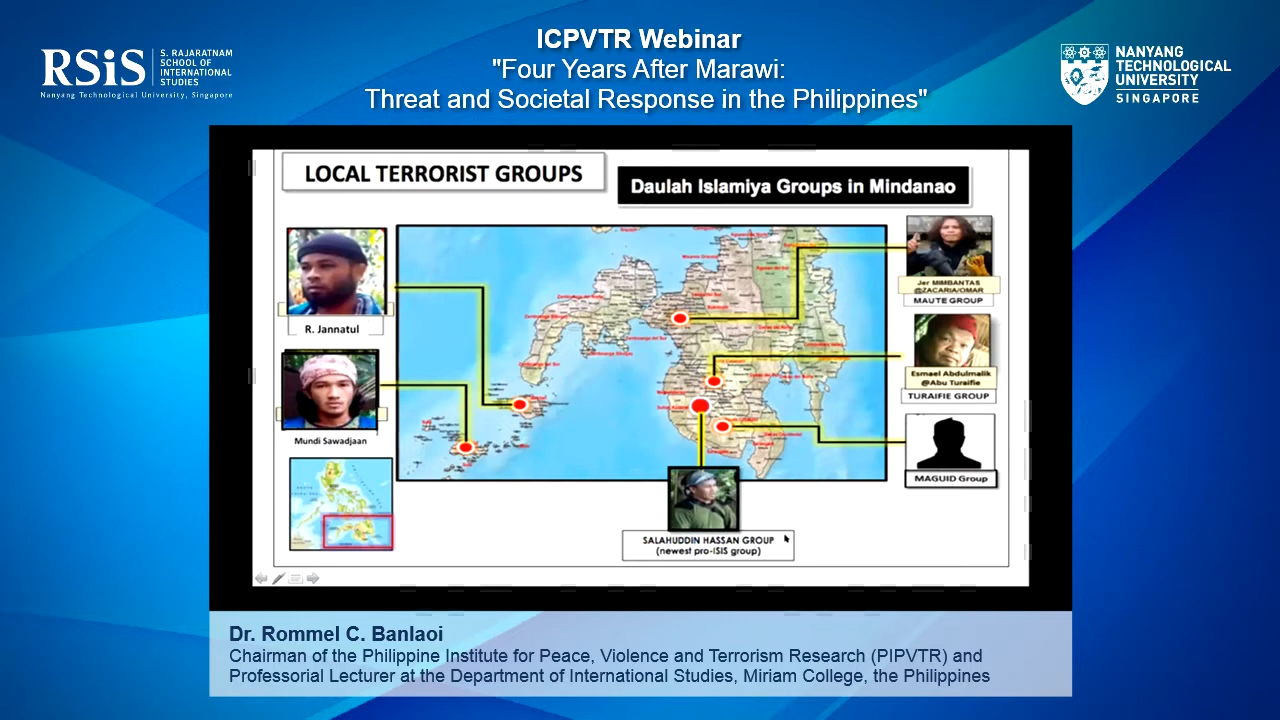 RSiS
S. RAJARATNAM
SCHOOL OF
INTERNATIONAL
STUDIES
Nanyang Technological University, Singapore
ICPVTR Webinar
"Four Years After Marawi:
Threat and Societal Response in the Philippines"
NANYANG
TECHNOLOGICAL
UNIVERSITY
SINGAPORE
LOCAL TERRORIST GROUPS
Daulah Islamiya Groups in Mindanao
R. Jannatul
Mundi Sawadjaan
Jer MIMBANTAS
@ZACARIA/OMAR
MAUTE GROUP
Esmael Abdulmalik
@Abu Turaifie
TURAIFIE GROUP
MAGUID Group
SALAHUDDIN HASSAN GROUP
(newest pro-ISIS group)
Dr. Rommel C. Banlaoi
Chairman of the Philippine Institute for Peace, Violence and Terrorism Research (PIPVTR) and
Professorial Lecturer at the Department of International Studies, Miriam College, the Philippines